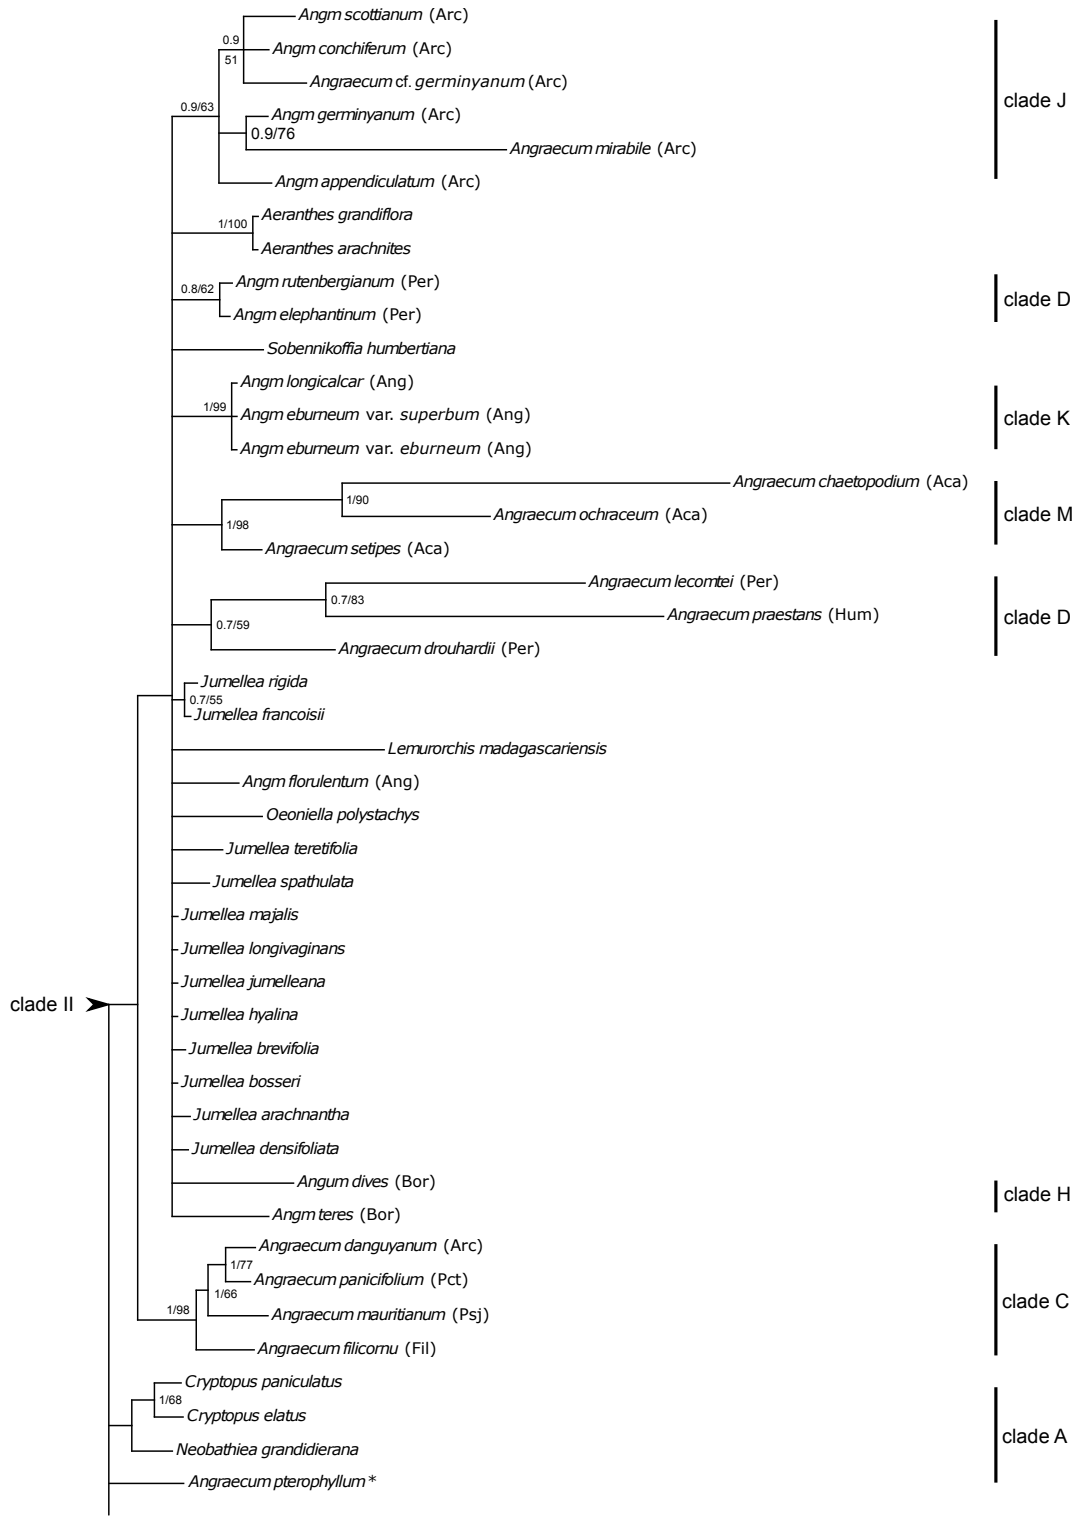 Angm scottianum (Arc)
0.9
51
Angm conchiferum (Arc)
Angraecum cf. germinyanum (Arc)
clade J
0.9/63
Angm germinyanum (Arc)
0.9/76
Angraecum mirabile (Arc)
Angm appendiculatum (Arc)
Aeranthes grandiflora
1/100
Aeranthes arachnites
Angm rutenbergianum (Per)
0.8/62
clade D
Angm elephantinum (Per)
Sobennikoffia humbertiana
Angm longicalcar (Ang)
1/99
Angm eburneum var. superbum (Ang)
clade K
Angm eburneum var. eburneum (Ang)
Angraecum chaetopodium (Aca)
1/90
Angraecum ochraceum (Aca)
clade M
1/98
Angraecum setipes (Aca)
Angraecum lecomtei (Per)
0.7/83
Angraecum praestans (Hum)
clade D
0.7/59
Angraecum drouhardii (Per)
Jumellea rigida
0.7/55
Jumellea francoisii
Lemurorchis madagascariensis
Angm florulentum (Ang)
Oeoniella polystachys
Jumellea teretifolia
Jumellea spathulata
Jumellea majalis
Jumellea longivaginans
Jumellea jumelleana
clade II
Jumellea hyalina
Jumellea brevifolia
Jumellea bosseri
Jumellea arachnantha
Jumellea densifoliata
Angum dives (Bor)
clade H
Angm teres (Bor)
Angraecum danguyanum (Arc)
1/77
Angraecum panicifolium (Pct)
1/66
clade C
1/98
Angraecum mauritianum (Psj)
Angraecum filicornu (Fil)
Cryptopus paniculatus
1/68
Cryptopus elatus
clade A
Neobathiea grandidierana
Angraecum pterophyllum *